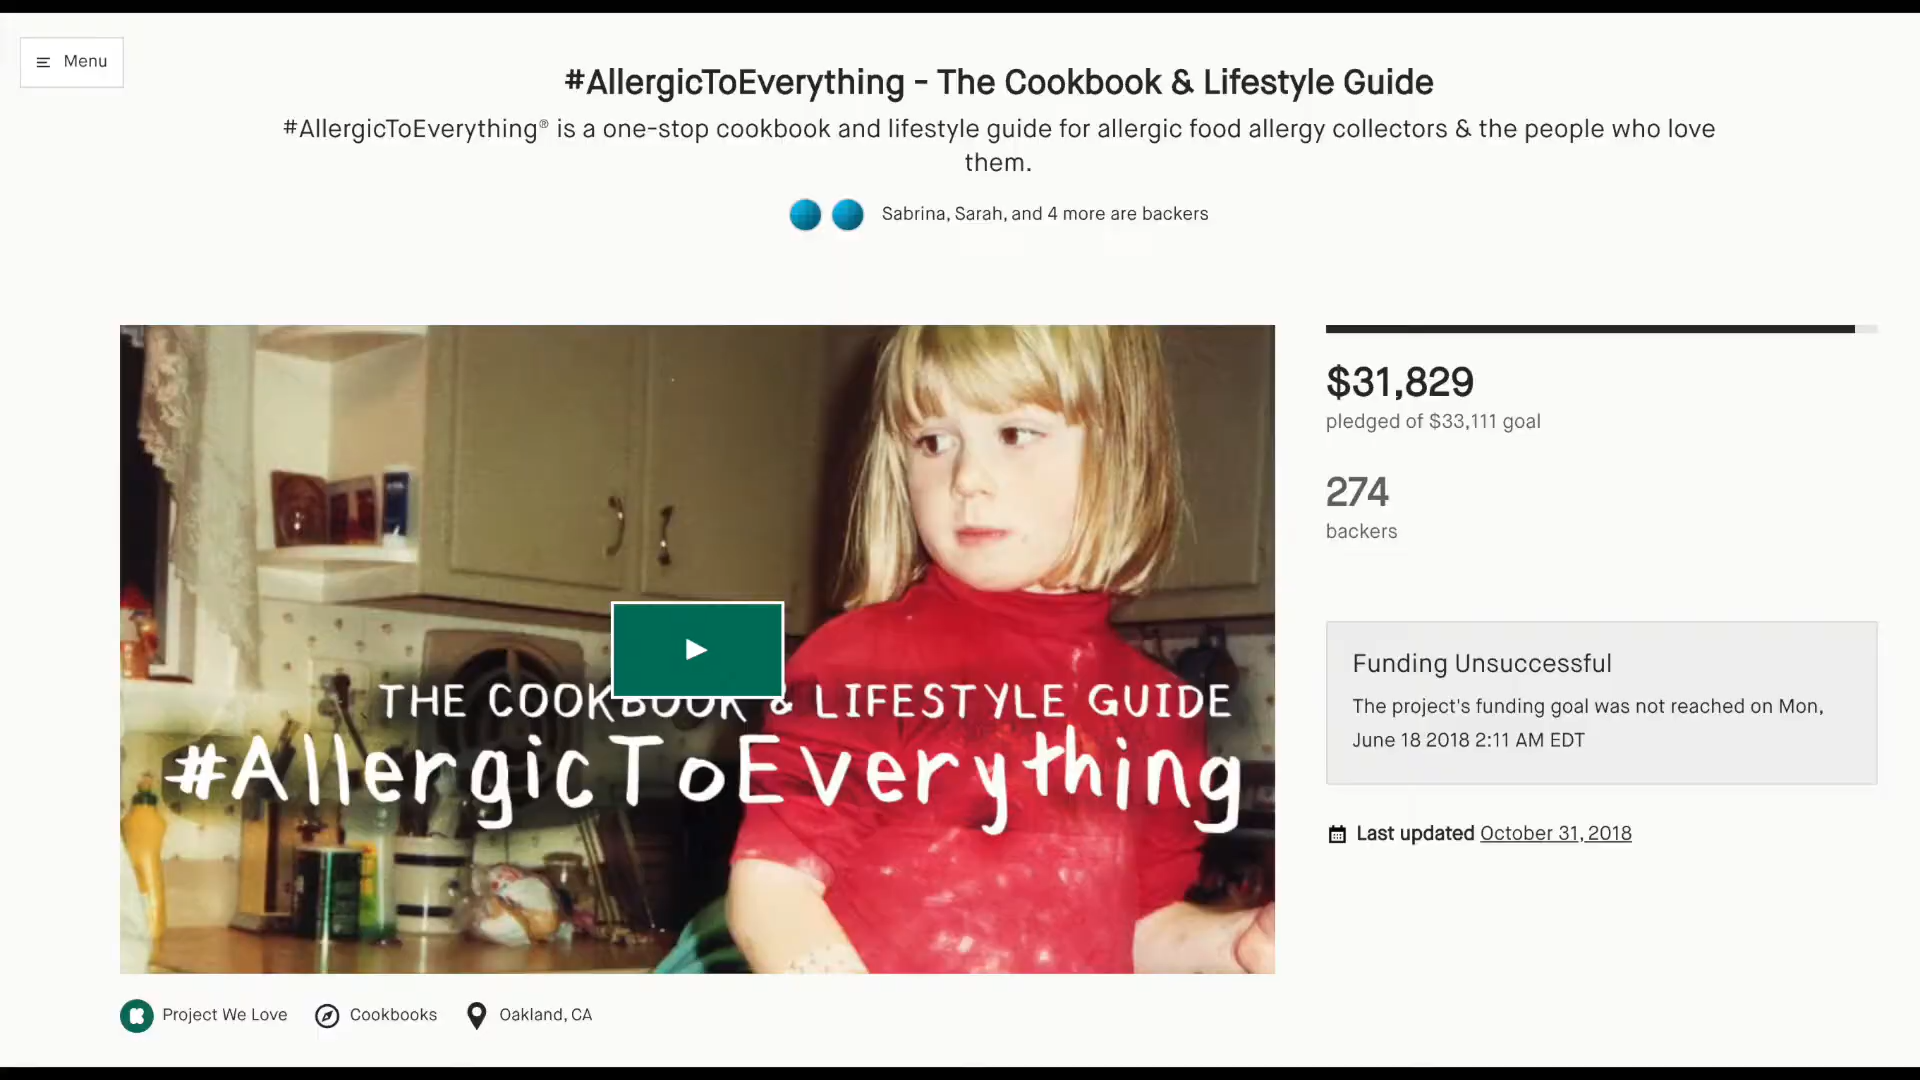 Menu
#AllergicToEverything - The Cookbook & Lifestyle Guide
#AllergicToEverything® is a one-stop cookbook and lifestyle guide for allergic food allergy collectors & the people who love
them.
Sabrina, Sarah, and 4 more are backers
$31,829
pledged of $33,111 goal
274
backers
Funding Unsuccessful
The project's funding goal was not reached on Mon,
June 18 2018 2:11 AM EDT
Last updated October 31, 2018
THE COOKBOOK & LIFESTYLE GUIDE
#AllergicToEverything
Project We Love
Cookbooks
Oakland, CA